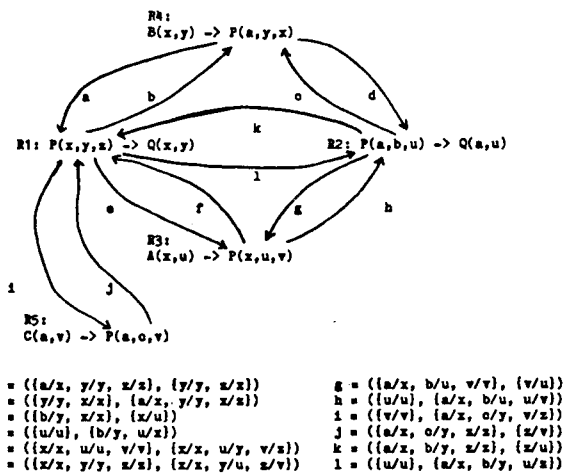 R4:
B(x,y) -> P(a,y,x)
a b c d
k
R1: P(x,y,z) -> Q(x,y) R2: P(a,b,u) -> Q(a,u)
l
e f g h
R3:
A(x,u) -> P(x,u,v)
i j
R5:
C(a,v) -> P(a,c,v)
= ({a/x, y/y, z/z}, {y/y, z/x}) g = ({a/x, b/u, v/v}, {v/u})
= ({y/y, x/x}, {a/x, y/y, x/z}) h = ({u/u}, {a/x, b/u, u/v})
= ({b/y, x/x}, {x/u}) i = ({v/v}, {a/x, c/y, v/z})
= ({u/u}, {b/y, u/x}) j = ({a/x, c/y, z/z}, {z/v})
= ({x/x, u/u, v/v}, {x/x, u/y, v/z}) k = ({a/x, b/y, z/z}, {z/u})
= ({x/x, y/y, z/z}, {x/x, y/u, z/v}) l = ({u/u}, {a/x, b/y, u/z})